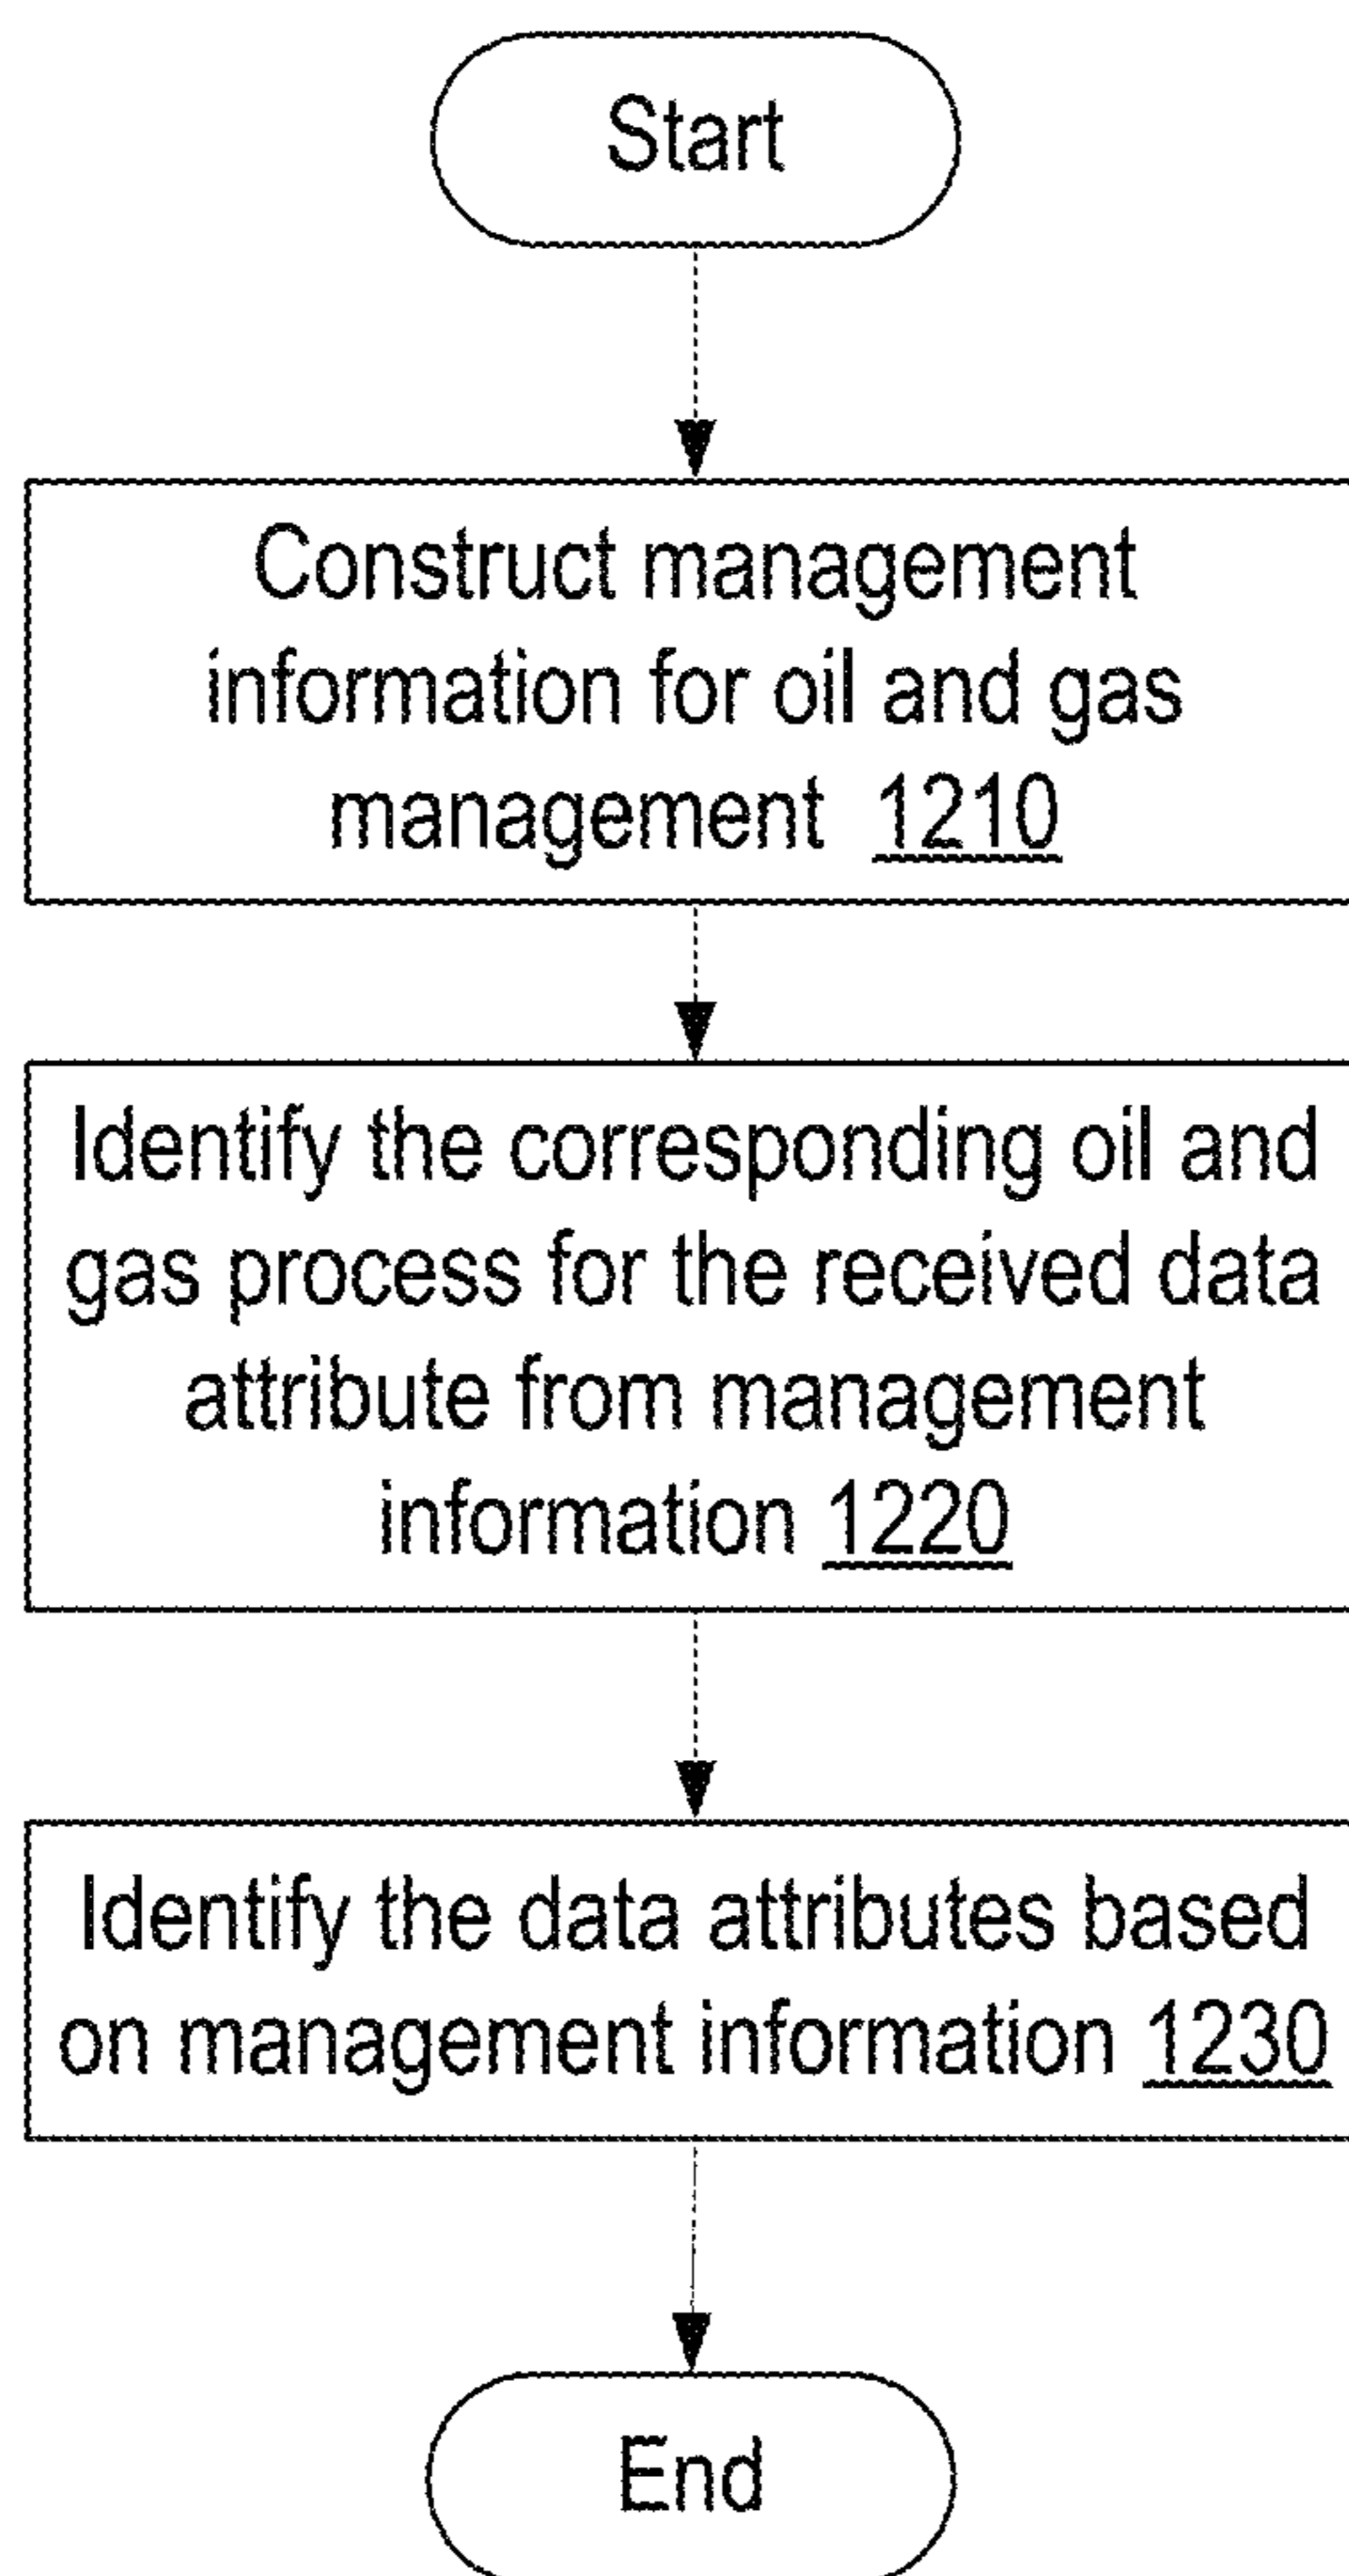 Start
Construct management
information for oil and gas
management 1210
Identify the corresponding oil and
gas process for the received data
attribute from management
information 1220
Identify the data attributes based
on management information 1230
End